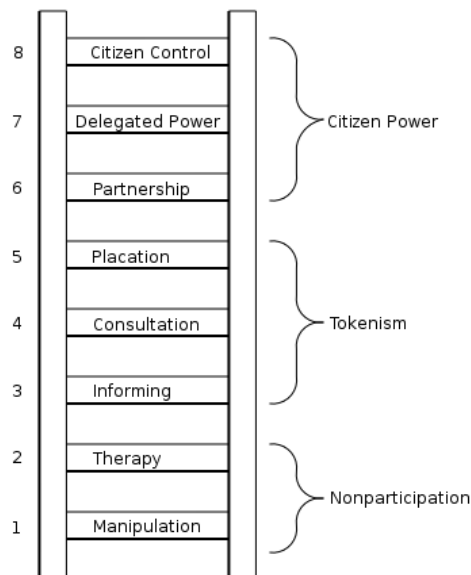 8 Citizen Control
7 Delegated Power
Citizen Power
6 Partnership
5 Placation
4 Consultation
Tokenism
3 Informing
2 Therapy
Nonparticipation
1 Manipulation